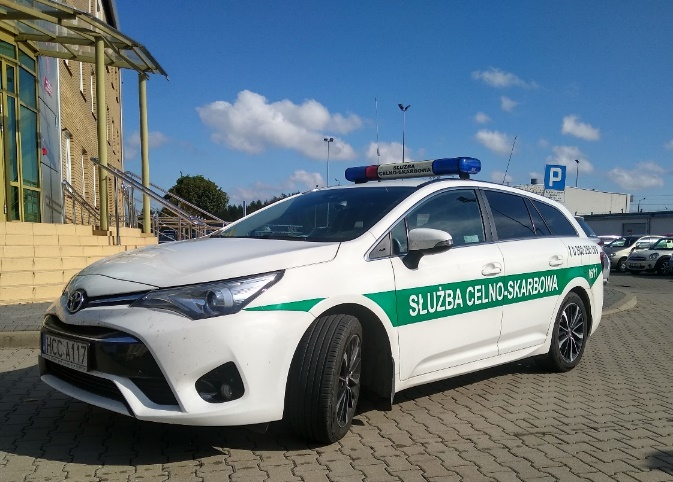 SŁUŻBA
CELNO-SKARBOWA
P
SŁUŻBA CELNO-SKARBOWA
HCC A117